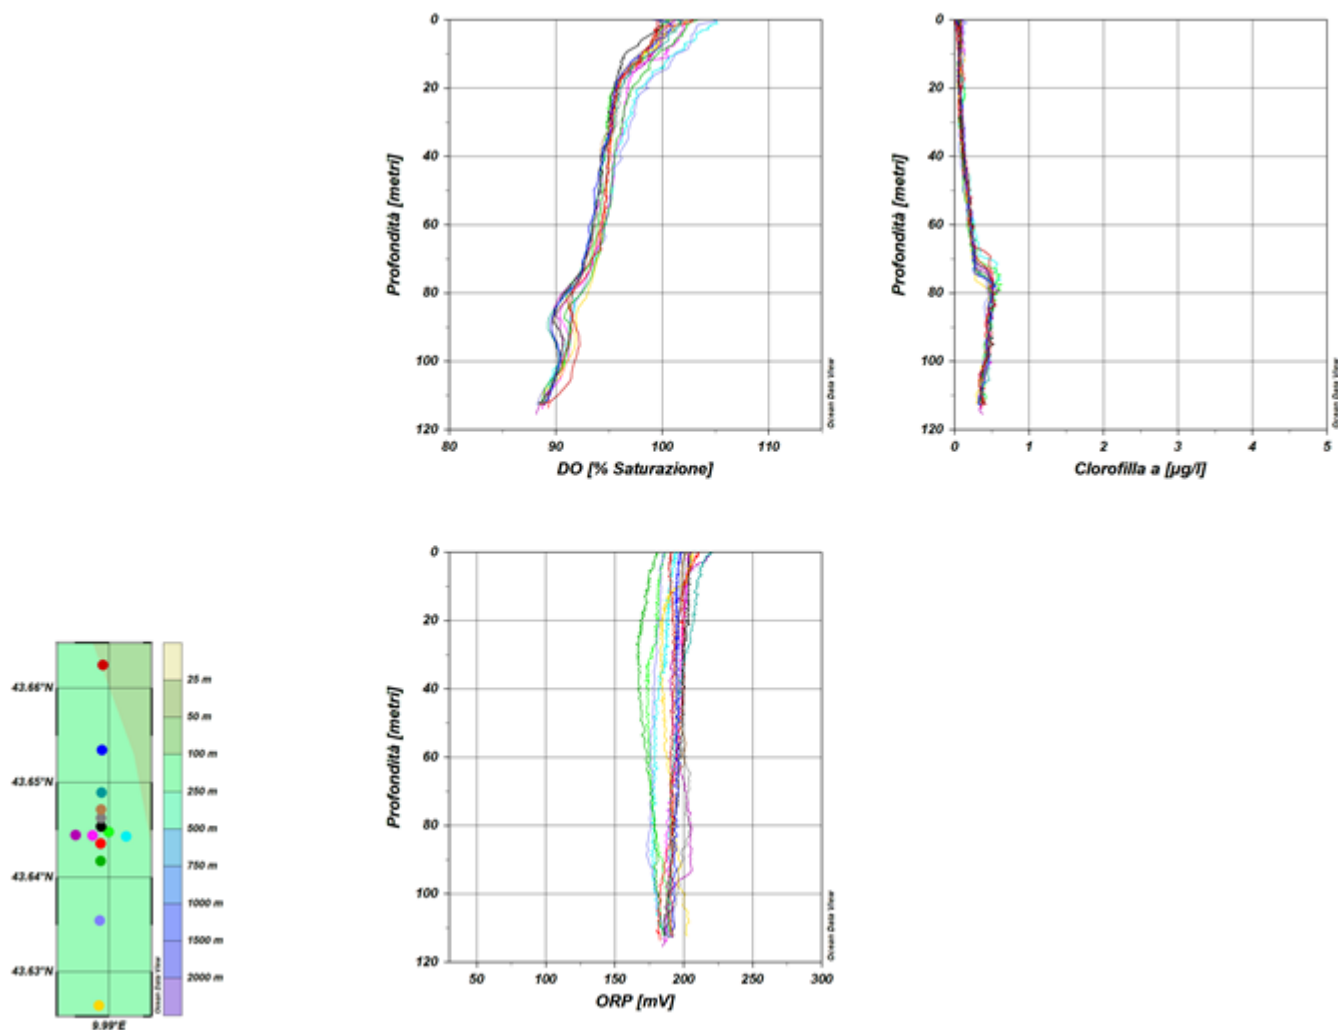 0
20
40
60
80
100
120
Profondità [metri]
80
90
100
110
DO [% Saturazione]
Ocean Data View
0
20
40
60
80
100
120
Profondità [metri]
0
1
2
3
4
5
Clorofilla a [µg/l]
Ocean Data View
0
20
40
60
80
100
120
Profondità [metri]
50
100
150
200
250
300
ORP [mV]
Ocean Data View
43.66°N
43.65°N
43.64°N
43.63°N
9.99°E
Ocean Data View
25 m
50 m
100 m
250 m
500 m
750 m
1000 m
1500 m
2000 m